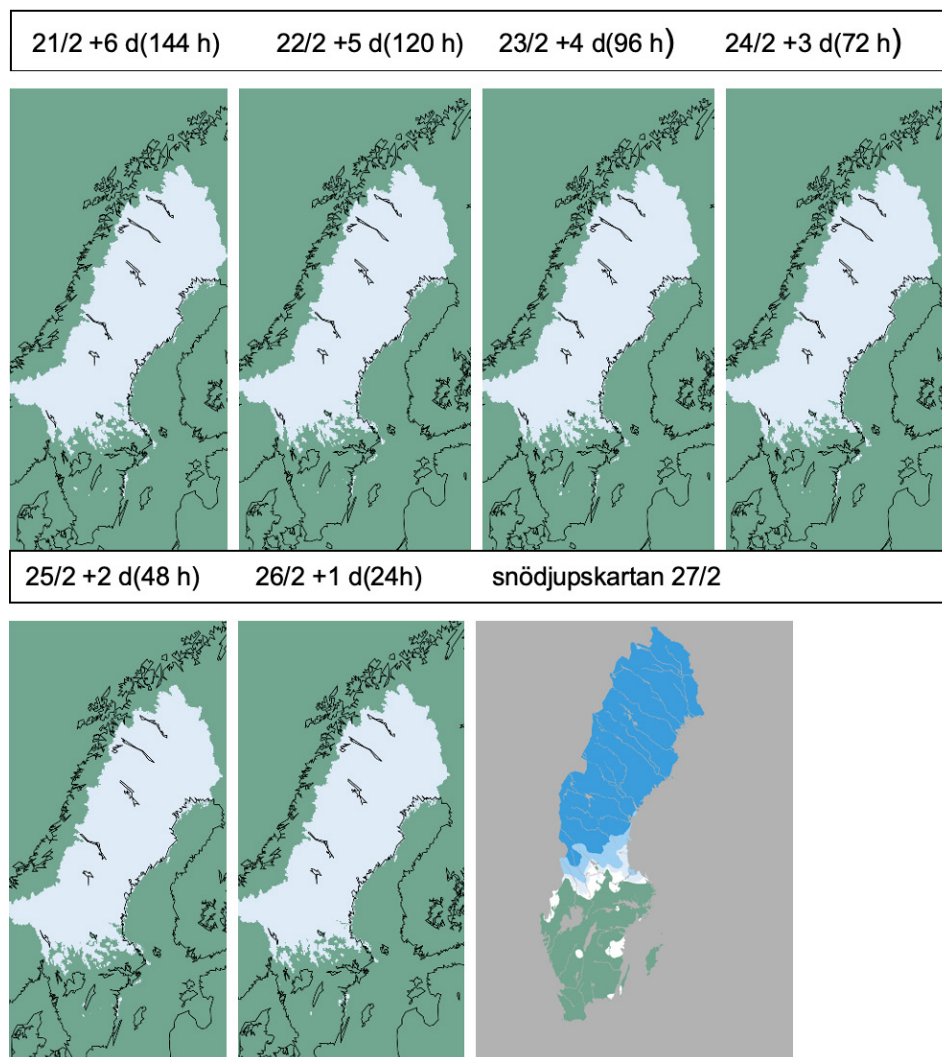 21/2 +6 d(144 h) 22/2 +5 d(120 h) 23/2 +4 d(96 h) 24/2 +3 d(72 h)
25/2 +2 d(48 h) 26/2 +1 d(24h) snödjupskartan 27/2